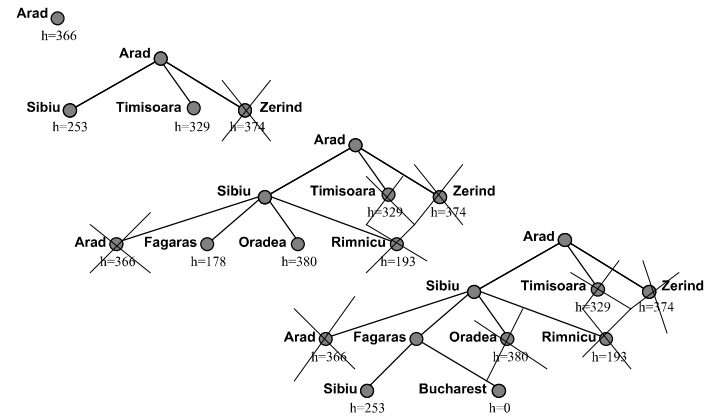 Arad
h=366
Arad
Sibiu Timisoara Zerind
h=253 h=329 h=374
Arad
Sibiu Timisoara Zerind
h=329 h=374
Arad Fagaras Oradea Rimnicu
h=366 h=178 h=380 h=193
Arad
Sibiu Timisoara Zerind
h=329 h=374
Arad Fagaras Oradea Rimnicu
h=366 h=380 h=193
Sibiu Bucharest
h=253 h=0